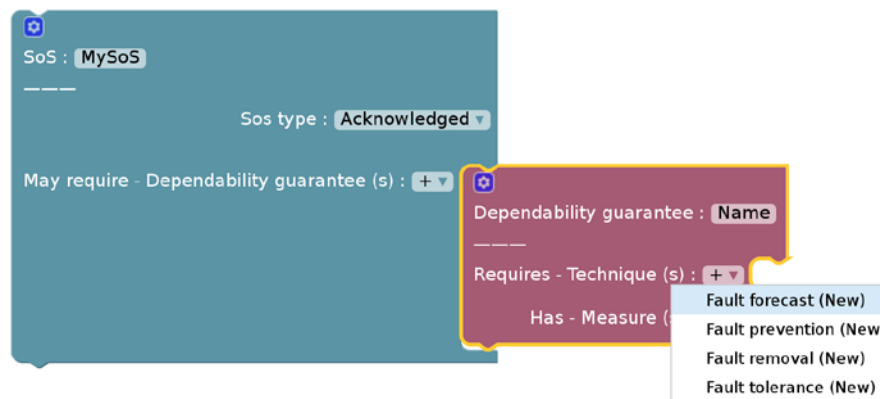 SoS : MySoS
———
Sos type : Acknowledged
May require - Dependability guarantee (s) : +
Dependability guarantee : Name
———
Requires - Technique (s) : +
Has - Measure (
Fault forecast (New)
Fault prevention (New
Fault removal (New)
Fault tolerance (New)